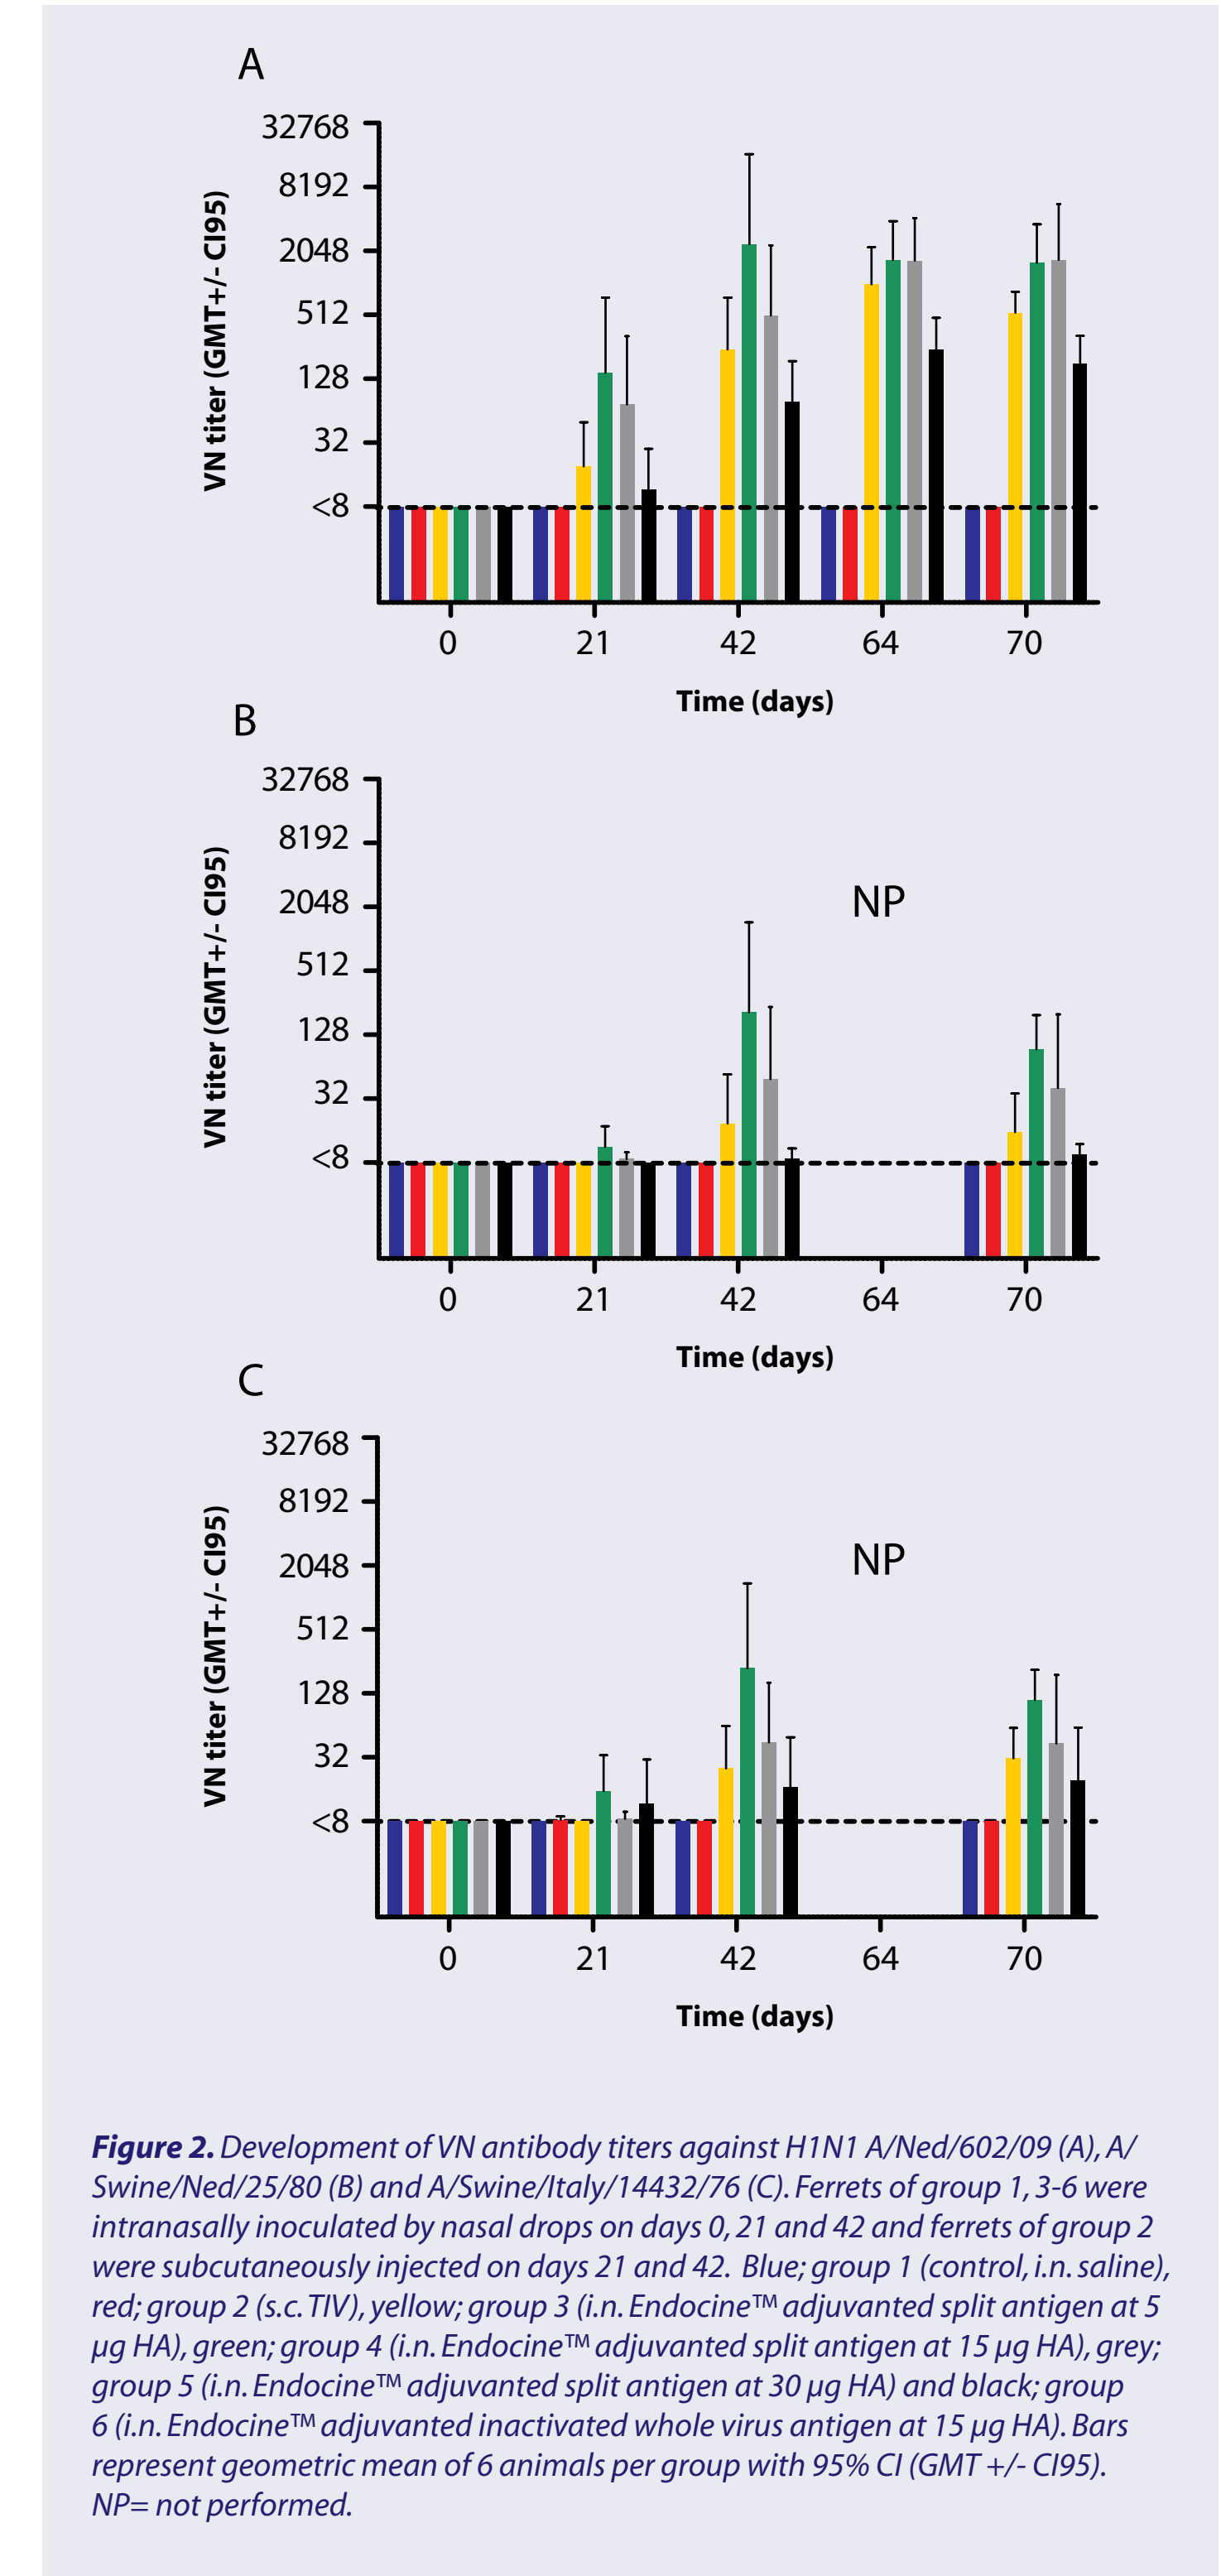 A
32768
8192
2048
512
128
32
<8
VN titer (GMT+/- CI95)
0 21 42 64 70
Time (days)
B
32768
8192
2048
512
128
32
<8
VN titer (GMT+/- CI95)
NP
0 21 42 64 70
Time (days)
C
32768
8192
2048
512
128
32
<8
VN titer (GMT+/- CI95)
NP
0 21 42 64 70
Time (days)
Figure 2. Development of VN antibody titers against H1N1 A/Ned/602/09 (A), A/
Swine/Ned/25/80 (B) and A/Swine/Italy/14432/76 (C). Ferrets of group 1, 3-6 were
intranasally inoculated by nasal drops on days 0, 21 and 42 and ferrets of group 2
were subcutaneously injected on days 21 and 42. Blue; group 1 (control, i.n. saline),
red; group 2 (s.c. TIV), yellow; group 3 (i.n. Endocine™ adjuvanted split antigen at 5
µg HA), green; group 4 (i.n. Endocine™ adjuvanted split antigen at 15 µg HA), grey;
group 5 (i.n. Endocine™ adjuvanted split antigen at 30 µg HA) and black; group
6 (i.n. Endocine™ adjuvanted inactivated whole virus antigen at 15 µg HA). Bars
represent geometric mean of 6 animals per group with 95% CI (GMT +/- CI95).
NP= not performed.